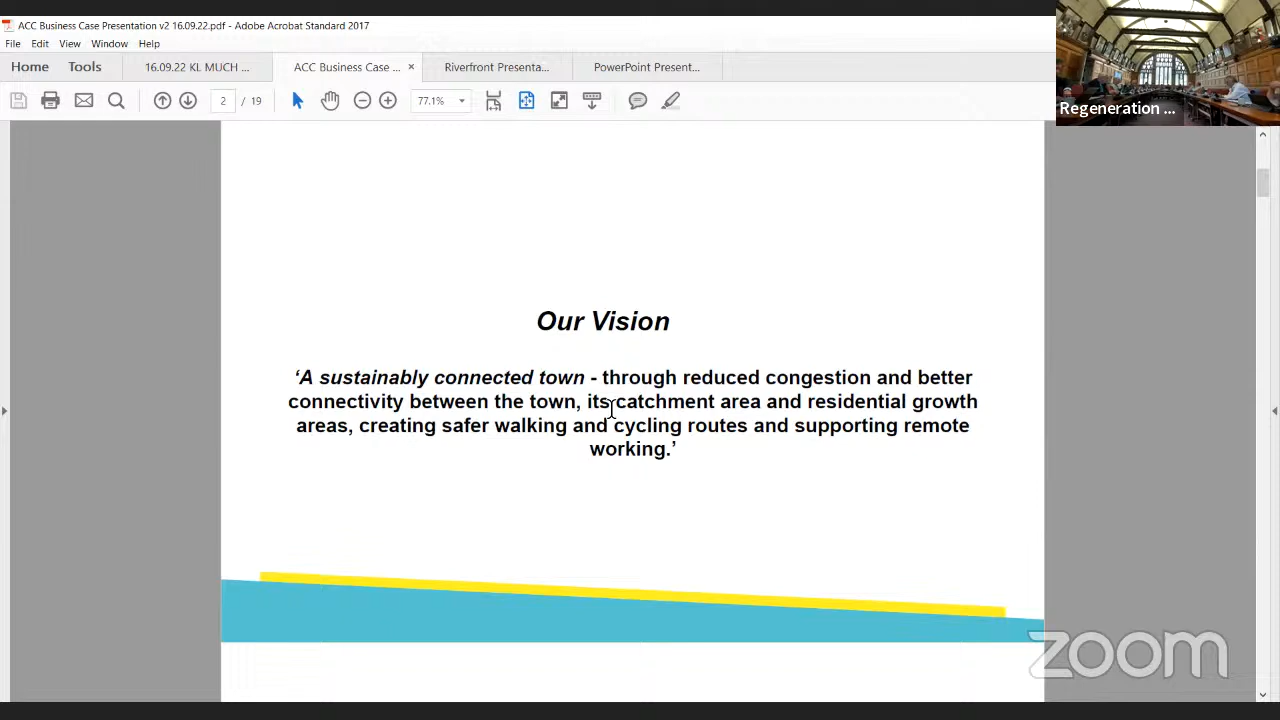 ACC Business Case Presentation v2 16.09.22.pdf - Adobe Acrobat Standard 2017
File Edit View Window Help
Home Tools 16.09.22 KL MUCH ... ACC Business Case ... × Riverfront Presenta... PowerPoint Present...
2 / 19 77.1%
Regeneration ...
Our Vision
‘A sustainably connected town - through reduced congestion and better
connectivity between the town, its catchment area and residential growth
areas, creating safer walking and cycling routes and supporting remote
working.’
zoom